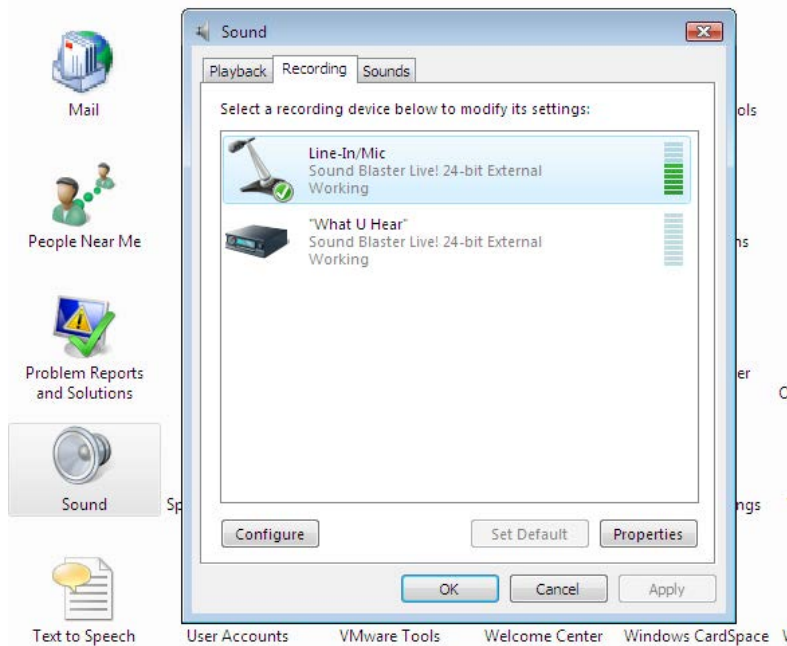 Sound
Playback
Recording
Sounds
Select a recording device below to modify its settings:
Line-In/Mic
Sound Blaster Live! 24-bit External
Working
"What U Hear"
Sound Blaster Live! 24-bit External
Working
Configure
Set Default
Properties
OK
Cancel
Apply
Mail
People Near Me
Problem Reports
and Solutions
Sound
Text to Speech
User Accounts
VMware Tools
Welcome Center
Windows CardSpace